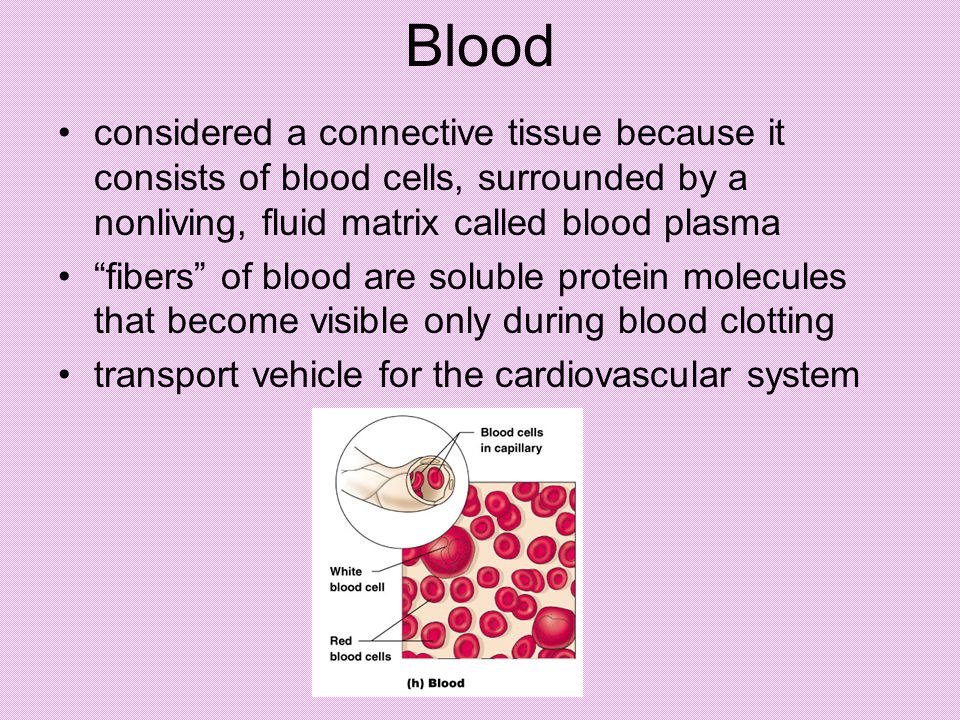 Blood
• considered a connective tissue because it
consists of blood cells, surrounded by a
nonliving, fluid matrix called blood plasma
• “fibers” of blood are soluble protein molecules
that become visible only during blood clotting
• transport vehicle for the cardiovascular system
Blood cells
in capillary
White
blood cell
Red
blood cells
(h) Blood